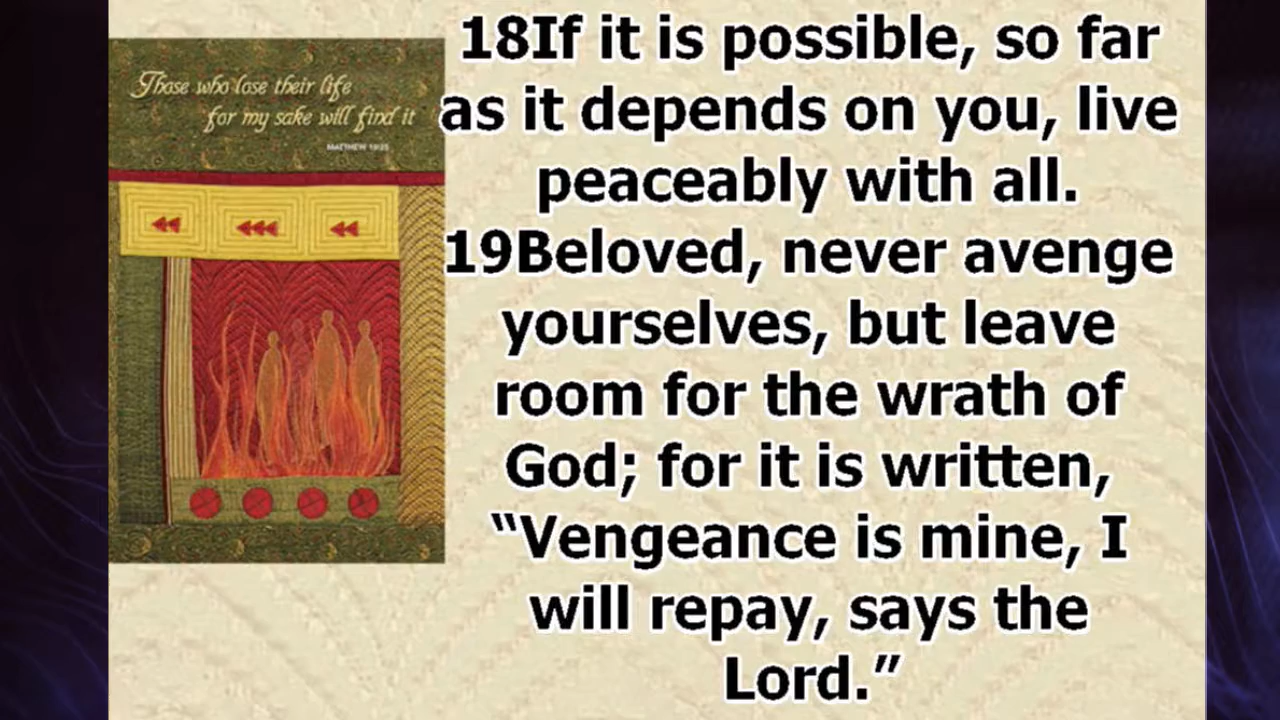 Those who lose their life
for my sake will find it
MATTHEW 16:25
18If it is possible, so far
as it depends on you, live
peaceably with all.
19Beloved, never avenge
yourselves, but leave
room for the wrath of
God; for it is written,
“Vengeance is mine, I
will repay, says the
Lord.”